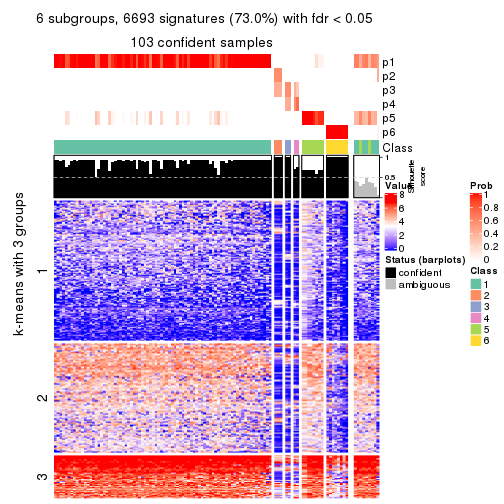 6 subgroups, 6693 signatures (73.0%) with fdr < 0.05
103 confident samples
p1
p2
p3
p4
p5
p6
Class
1
0.5
Silhouette
score
k-means with 3 groups
1
2
3
Value
8
6
4
2
0
Status (barplots)
confident
ambiguous
Prob
1
0.8
0.6
0.4
0.2
0
Class
1
2
3
4
5
6